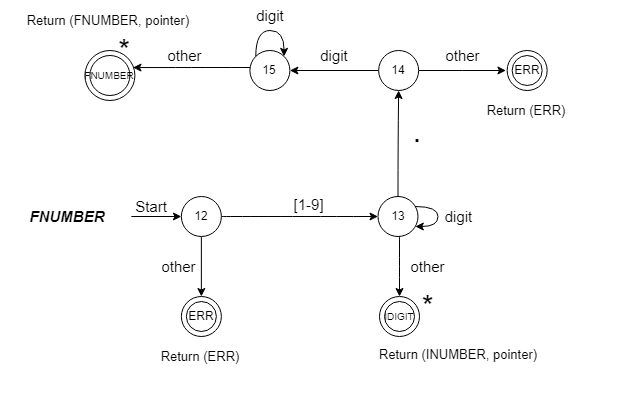 Return (FNUMBER, pointer)
digit
*
other
digit
other
FNUMBER
15
14
ERR
Return (ERR)
.
FNUMBER
Start
12
[1-9]
13
digit
other
other
ERR
DIGIT
*
Return (ERR)
Return (INUMBER, pointer)